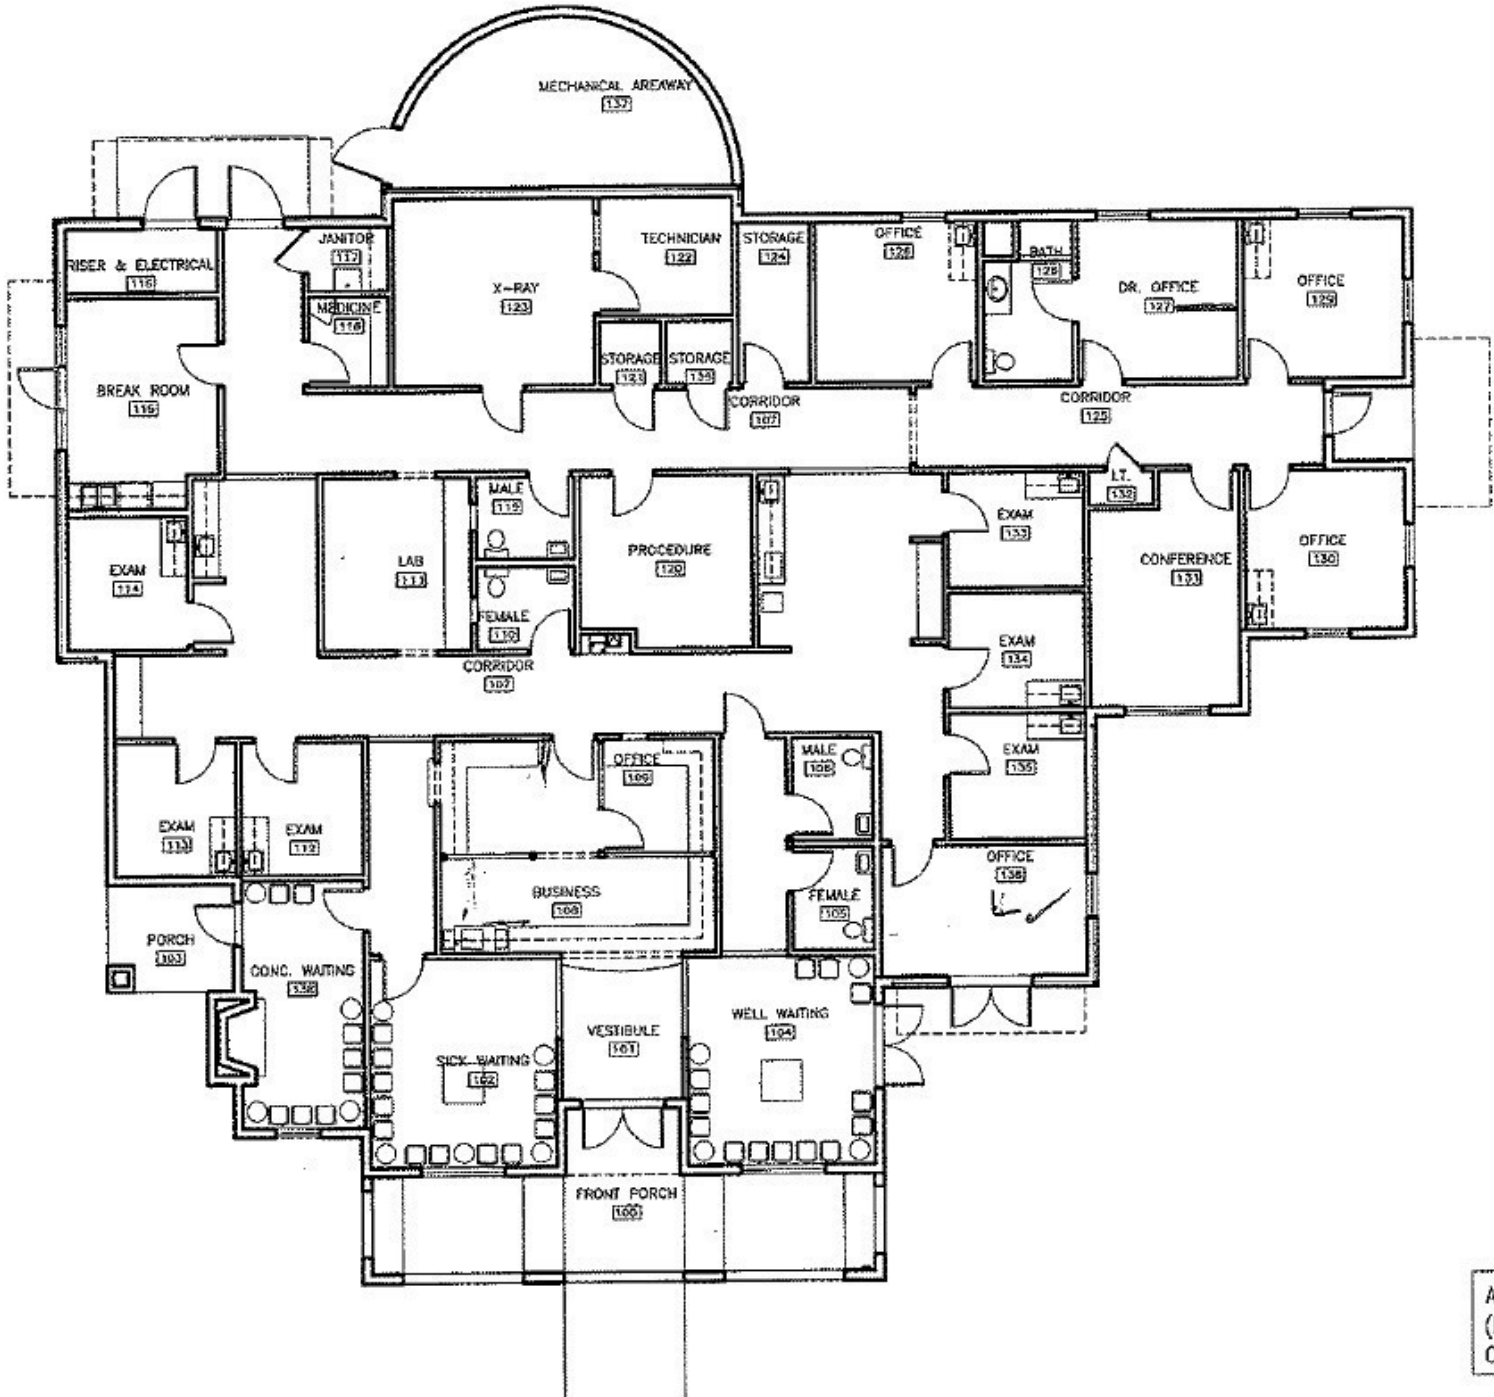 MECHANICAL AREAWAY
137
JANITOR
117
TECHNICIAN
122
STORAGE
124
OFFICE
126
BATH
128
RISER & ELECTRICAL
116
X-RAY
123
DR. OFFICE
127
OFFICE
129
MEDICINE
118
STORAGE
121
STORAGE
139
BREAK ROOM
115
CORRIDOR
107
CORRIDOR
125
MALE
119
LT.
132
EXAM
133
PROCEDURE
120
OFFICE
130
EXAM
114
LAB
111
CONFERENCE
131
FEMALE
110
EXAM
134
CORRIDOR
107
OFFICE
109
MALE
106
EXAM
135
EXAM
113
EXAM
112
OFFICE
136
BUSINESS
108
FEMALE
105
PORCH
103
CONC. WAITING
138
WELL WAITING
104
VESTIBULE
101
SICK WAITING
102
FRONT PORCH
100